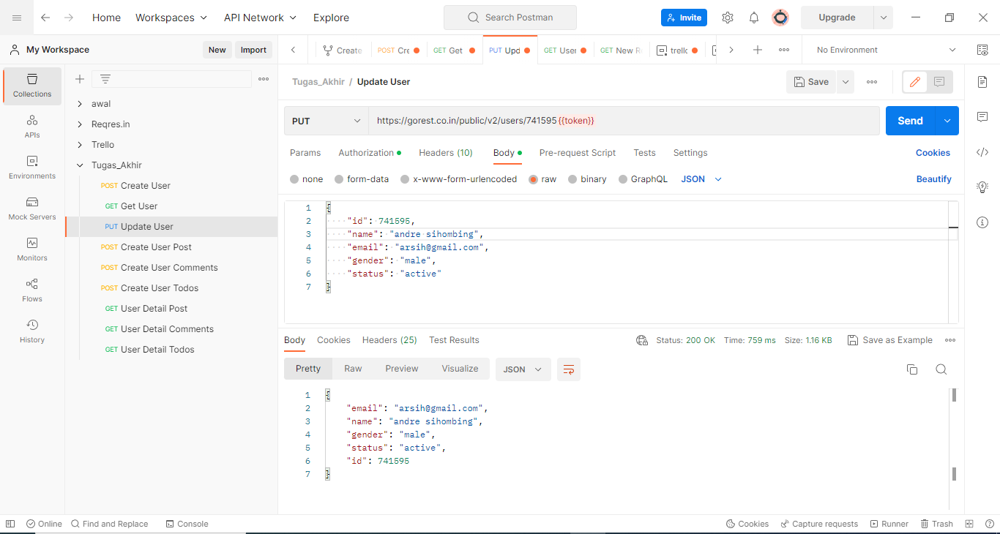 Home Workspaces API Network Explore Search Postman Invite Upgrade
My Workspace New Import Create POST Cre GET Get PUT Upd GET User GET New R trello No Environment
Collections
APIs
Environments
Mock Servers
Monitors
Flows
History
awal
Reqres.in
Trello
Tugas_Akhir
POST Create User
GET Get User
PUT Update User
POST Create User Post
POST Create User Comments
POST Create User Todos
GET User Detail Post
GET User Detail Comments
GET User Detail Todos
Tugas_Akhir / Update User Save
PUT https://gorest.co.in/public/v2/users/741595{{token}} Send
Params Authorization Headers (10) Body Pre-request Script Tests Settings Cookies
none form-data x-www-form-urlencoded raw binary GraphQL JSON Beautify
1 {
2 "id": 741595,
3 "name": "andre sihombing",
4 "email": "arsih@gmail.com",
5 "gender": "male",
6 "status": "active"
7 }
Body Cookies Headers (25) Test Results Status: 200 OK Time: 759 ms Size: 1.16 KB Save as Example
Pretty Raw Preview Visualize JSON
1 {
2 "email": "arsih@gmail.com",
3 "name": "andre sihombing",
4 "gender": "male",
5 "status": "active",
6 "id": 741595
7 }
Online Find and Replace Console Cookies Capture requests Runner Trash